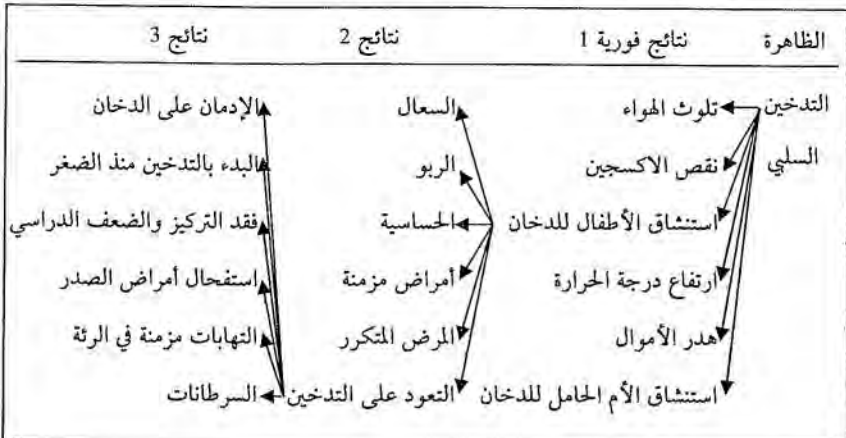 الظاهرة نتائج فورية 1 نتائج 2 نتائج 3
التدخين تلوث الهواء السعال الإدمان على الدخان
السلبي نقص الاكسجين الربو البدء بالتدخين منذ الضغر
استنشاق الأطفال للدخان الحساسية فقد التركيز والضعف الدراسي
ارتفاع درجة الحرارة أمراض مزمنة استفحال أمراض الصدر
هدر الأموال المرض المتكرر التهابات مزمنة في الرئة
استنشاق الأم الحامل للدخان التعود على التدخين السرطانات